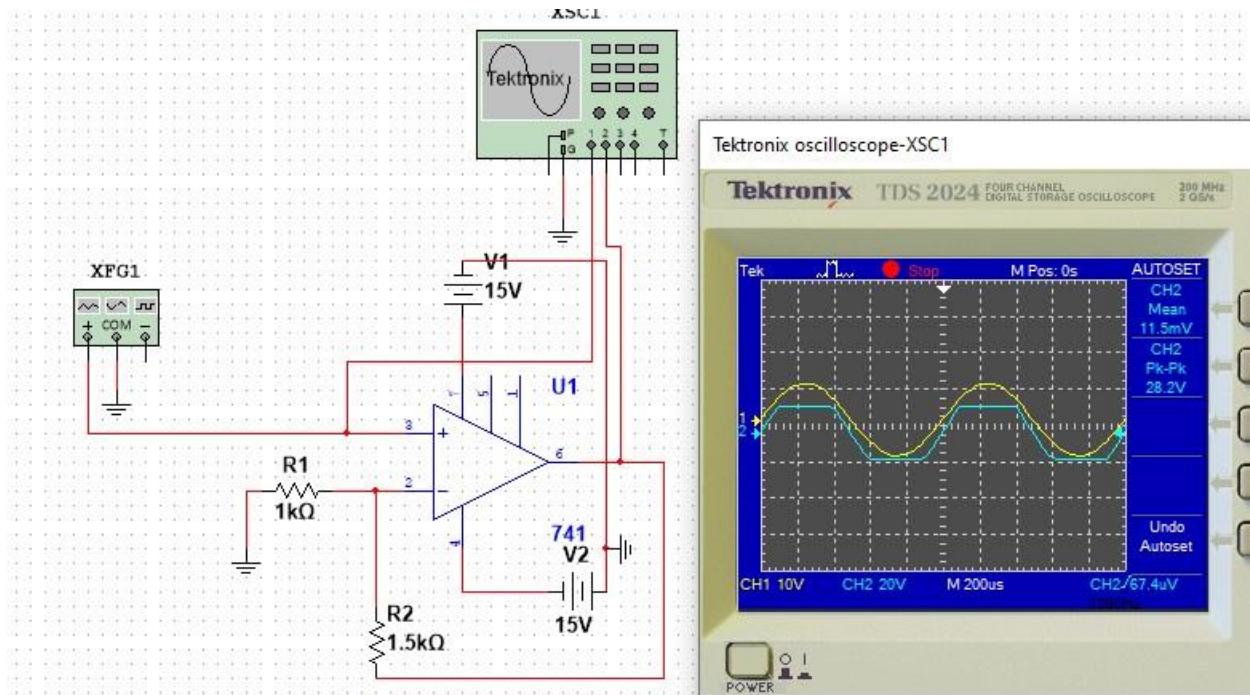 XSC1
Tektronix
P 1 2 3 4 T
G
XFG1
+ COM −
V1
15V
U1
7 5 1
3
+
6
2
−
R1
1kΩ
4
741
V2
15V
R2
1.5kΩ
Tektronix oscilloscope-XSC1
Tektronix TDS 2024 FOUR CHANNEL DIGITAL STORAGE OSCILLOSCOPE
200 MHz
2 GS/s
Tek Stop M Pos: 0s AUTOSET
CH2
Mean
11.5mV
CH2
Pk-Pk
28.2V
1
2
Undo
Autoset
CH1 10V CH2 20V M 200us CH2 67.4uV
POWER